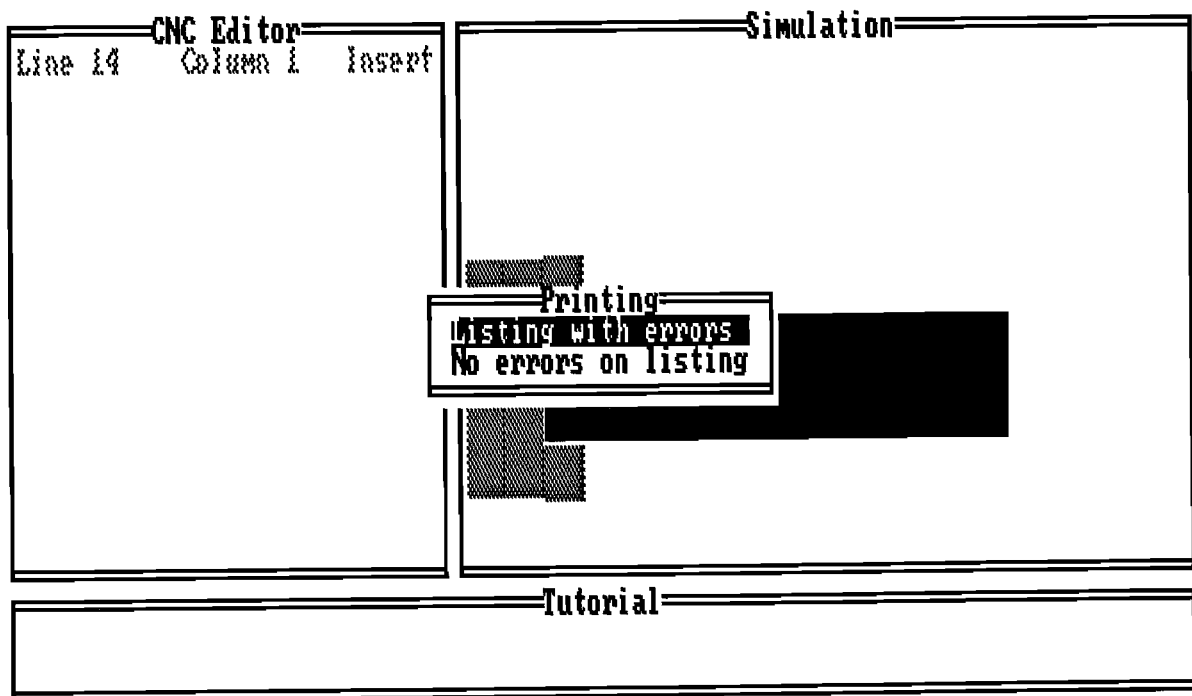 CNC Editor
Line 14 Column 1 Insert
Simulation
Printing
Listing with errors
No errors on listing
Tutorial